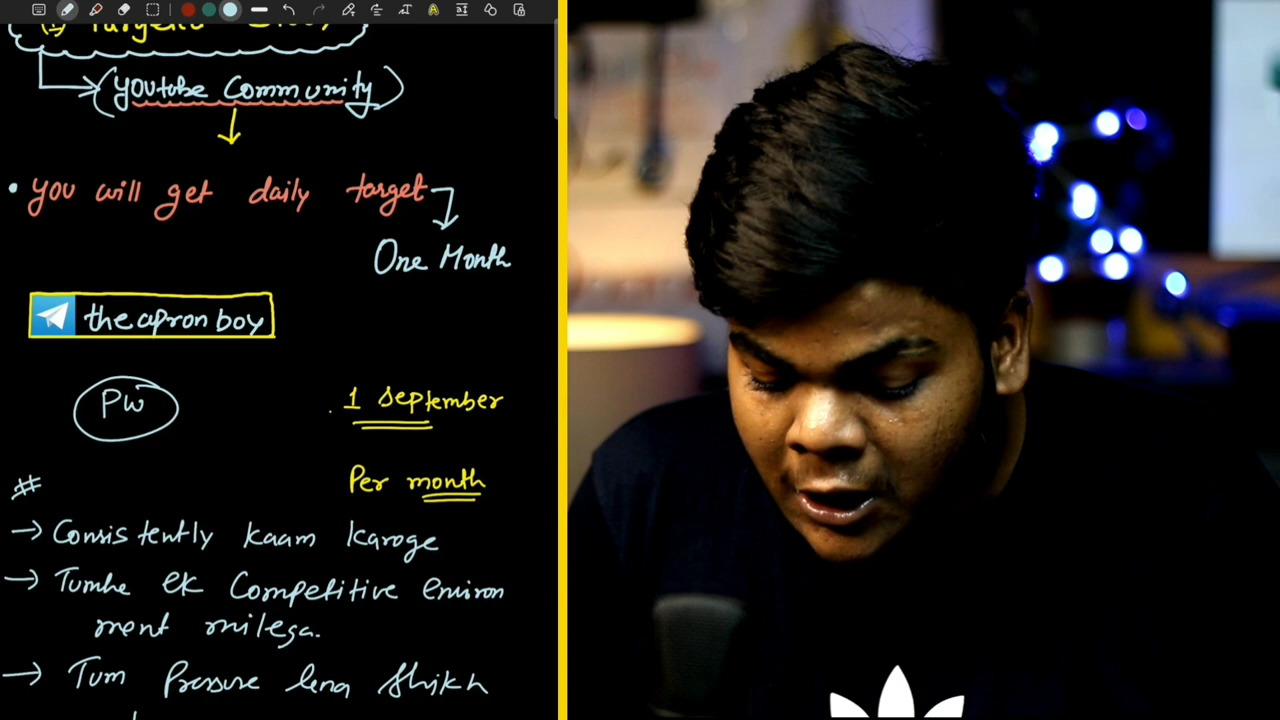 (Youtube Community)
• You will get daily target
One Month
the apron boy
PW
1 September
Per month
#
→ Consistently kaam karoge
→ Tumhe ek Competitive environ
ment milega.
→ Tum Pressure lena Shikh